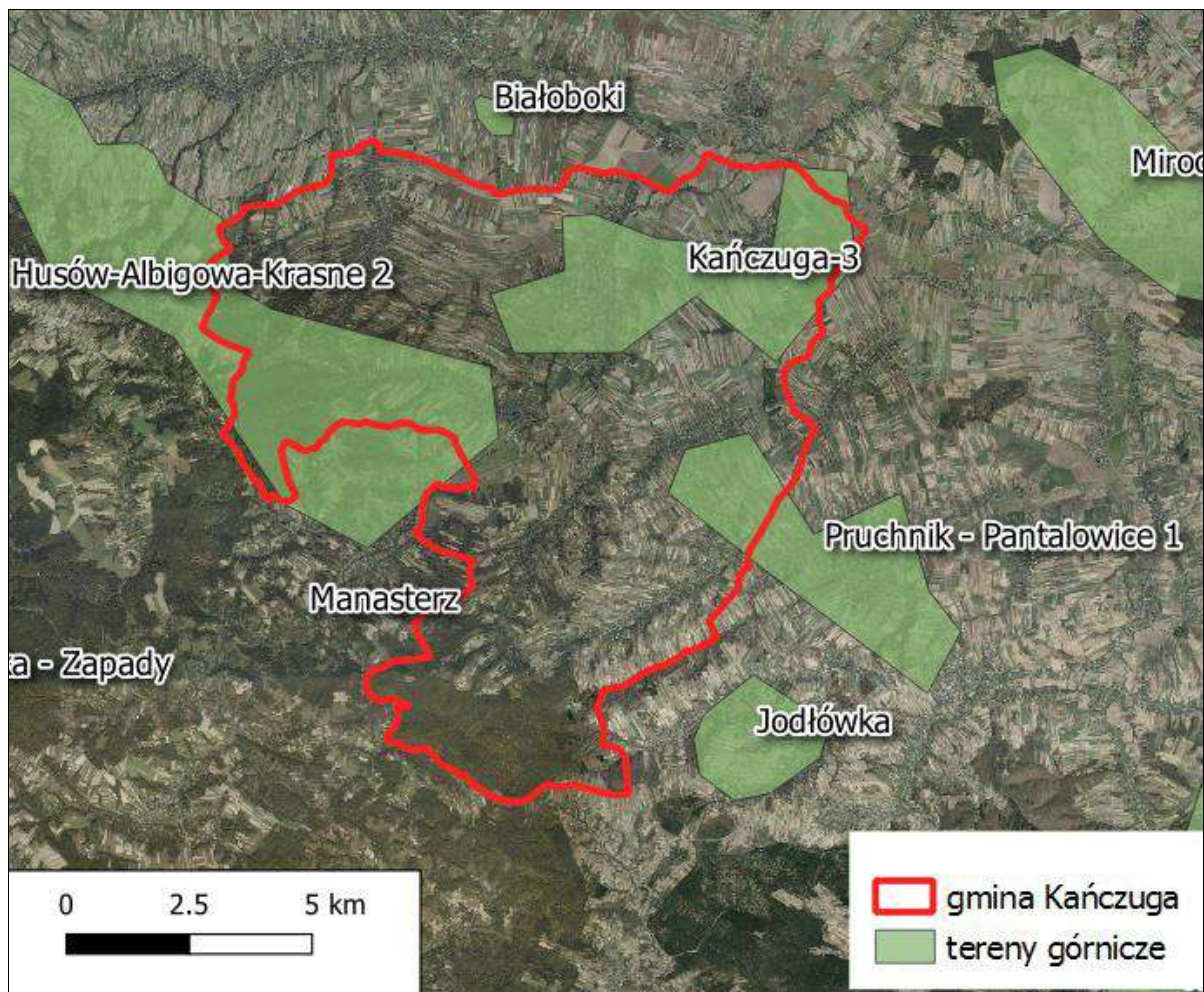 Białoboki
Miroc
Kańczuga-3
Husów-Albigowa-Krasne 2
Pruchnik - Pantalowice 1
Manasterz
ka - Zapady
Jodłówka
0 2.5 5 km
gmina Kańczuga
tereny górnicze